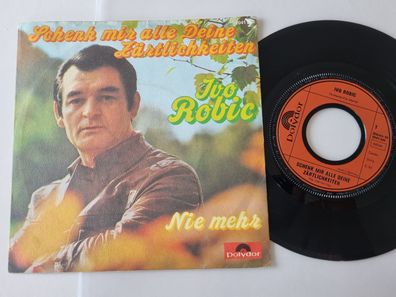 Schenk mir alle Deine
Zärtlichkeiten
Ivo
Robic
Nie mehr
Polydor
Polydor
IVO ROBIC
SCHENK MIR ALLE DEINE
ZÄRTLICHKEITEN